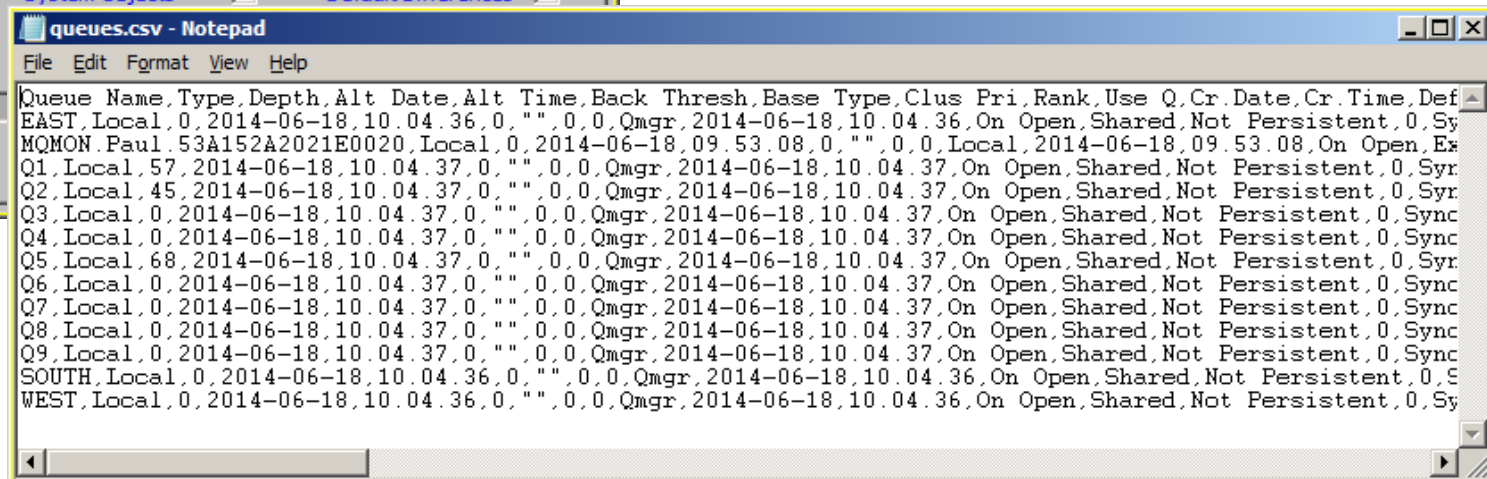 queues.csv - Notepad
File Edit Format View Help
Queue Name,Type,Depth,Alt Date,Alt Time,Back Thresh,Base Type,Clus Pri,Rank,Use Q,Cr.Date,Cr.Time,Def
EAST,Local,0,2014-06-18,10.04.36,0,"",0,0,Qmgr,2014-06-18,10.04.36,On Open,Shared,Not Persistent,0,Sy
MQMON.Paul.53A152A2021E0020,Local,0,2014-06-18,09.53.08,0,"",0,0,Local,2014-06-18,09.53.08,On Open,Ex
Q1,Local,57,2014-06-18,10.04.37,0,"",0,0,Qmgr,2014-06-18,10.04.37,On Open,Shared,Not Persistent,0,Syn
Q2,Local,45,2014-06-18,10.04.37,0,"",0,0,Qmgr,2014-06-18,10.04.37,On Open,Shared,Not Persistent,0,Syn
Q3,Local,0,2014-06-18,10.04.37,0,"",0,0,Qmgr,2014-06-18,10.04.37,On Open,Shared,Not Persistent,0,Sync
Q4,Local,0,2014-06-18,10.04.37,0,"",0,0,Qmgr,2014-06-18,10.04.37,On Open,Shared,Not Persistent,0,Sync
Q5,Local,68,2014-06-18,10.04.37,0,"",0,0,Qmgr,2014-06-18,10.04.37,On Open,Shared,Not Persistent,0,Syn
Q6,Local,0,2014-06-18,10.04.37,0,"",0,0,Qmgr,2014-06-18,10.04.37,On Open,Shared,Not Persistent,0,Sync
Q7,Local,0,2014-06-18,10.04.37,0,"",0,0,Qmgr,2014-06-18,10.04.37,On Open,Shared,Not Persistent,0,Sync
Q8,Local,0,2014-06-18,10.04.37,0,"",0,0,Qmgr,2014-06-18,10.04.37,On Open,Shared,Not Persistent,0,Sync
Q9,Local,0,2014-06-18,10.04.37,0,"",0,0,Qmgr,2014-06-18,10.04.37,On Open,Shared,Not Persistent,0,Sync
SOUTH,Local,0,2014-06-18,10.04.36,0,"",0,0,Qmgr,2014-06-18,10.04.36,On Open,Shared,Not Persistent,0,S
WEST,Local,0,2014-06-18,10.04.36,0,"",0,0,Qmgr,2014-06-18,10.04.36,On Open,Shared,Not Persistent,0,Sy